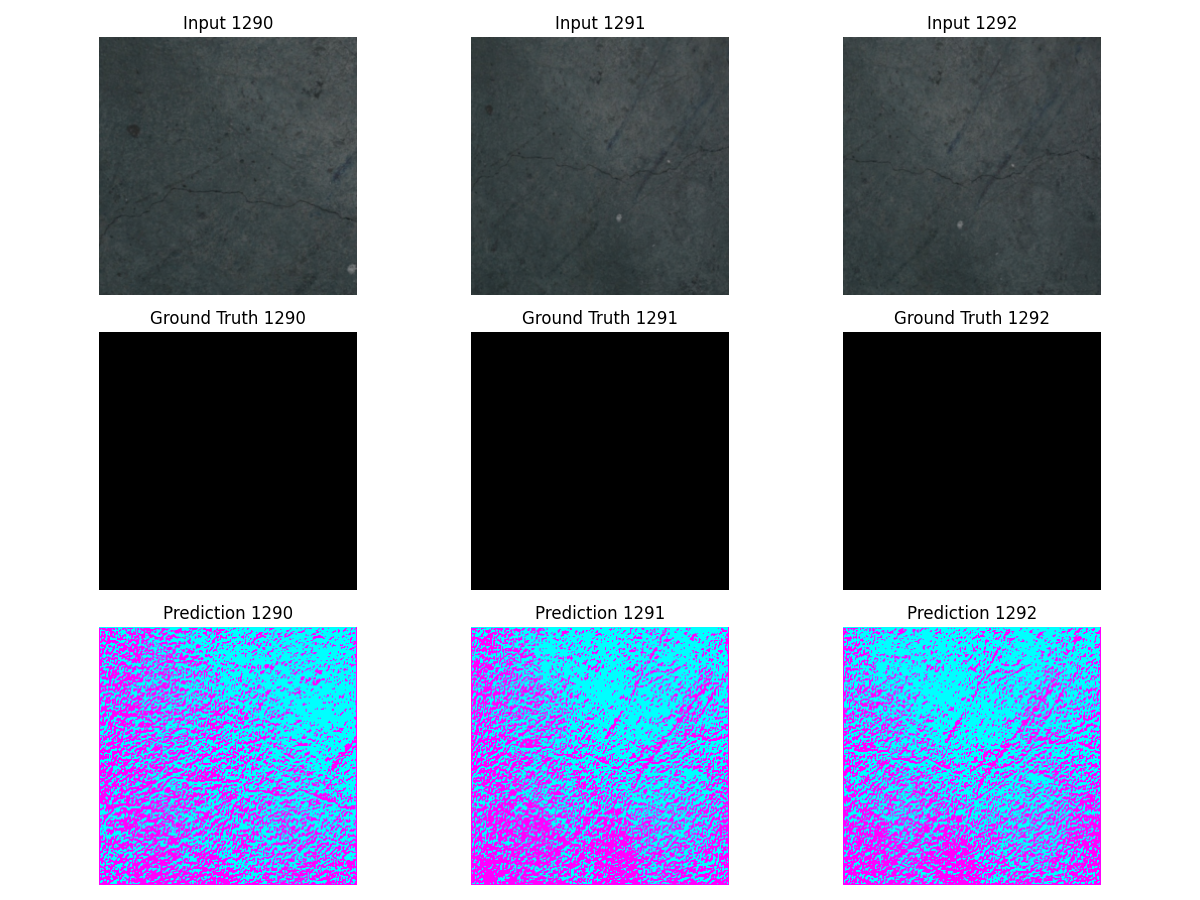 Input 1290
Input 1291
Input 1292
Ground Truth 1290
Ground Truth 1291
Ground Truth 1292
Prediction 1290
Prediction 1291
Prediction 1292